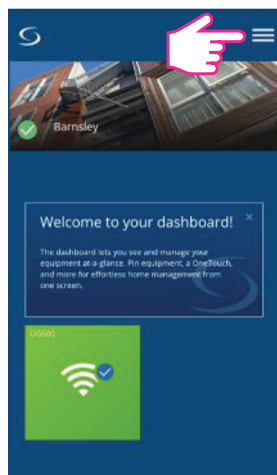 Barnsley
Welcome to your dashboard!
The dashboard lets you see and manage your
equipment at-a-glance. Pin equipment, a OneTouch,
and more for effortless home management from
one screen.
UG600